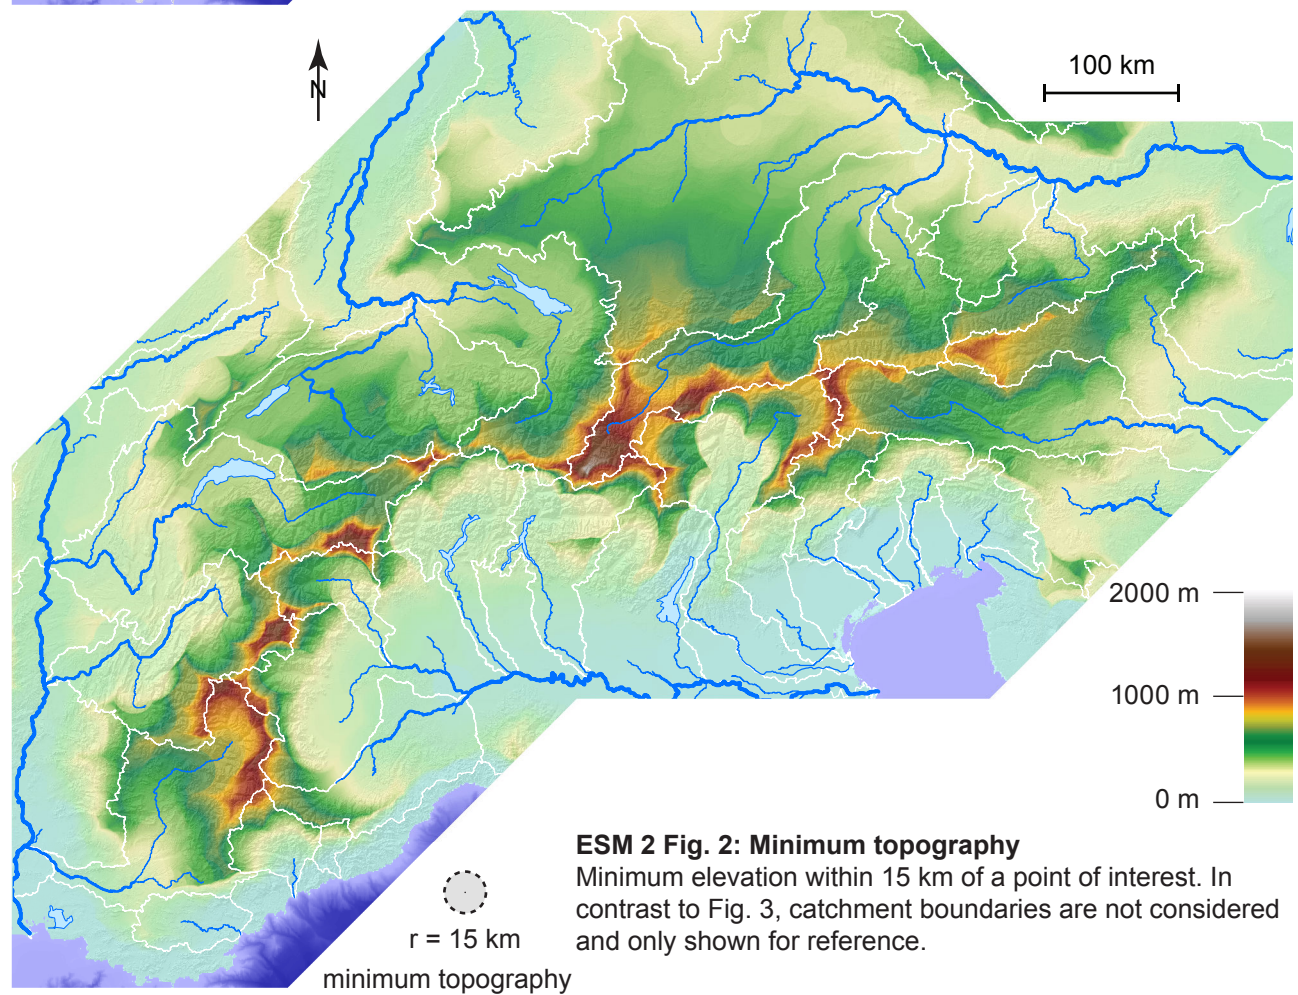 N
100 km
2000 m
1000 m
0 m
ESM 2 Fig. 2: Minimum topography
Minimum elevation within 15 km of a point of interest. In
contrast to Fig. 3, catchment boundaries are not considered
and only shown for reference.
r = 15 km
minimum topography